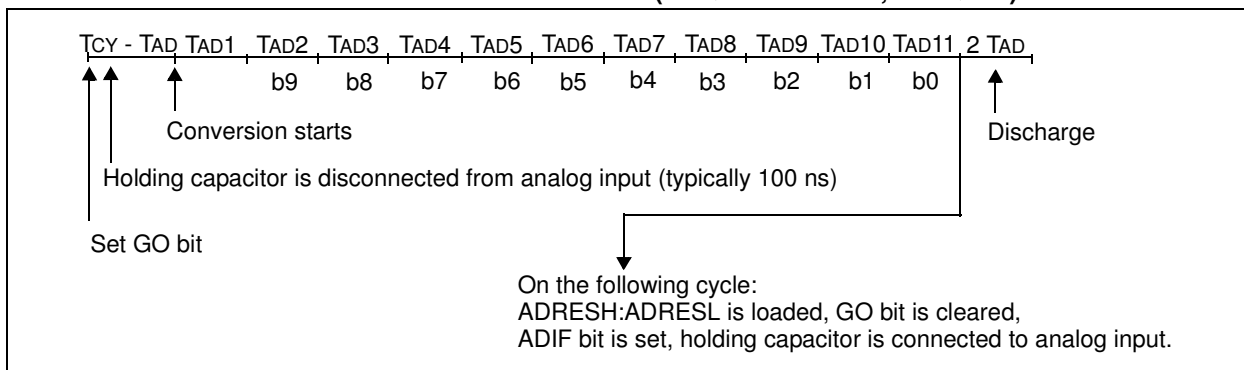 TCY - TAD TAD1 TAD2 TAD3 TAD4 TAD5 TAD6 TAD7 TAD8 TAD9 TAD10 TAD11 2 TAD
b9 b8 b7 b6 b5 b4 b3 b2 b1 b0
Conversion starts
Discharge
Holding capacitor is disconnected from analog input (typically 100 ns)
Set GO bit
On the following cycle:
ADRESH:ADRESL is loaded, GO bit is cleared,
ADIF bit is set, holding capacitor is connected to analog input.